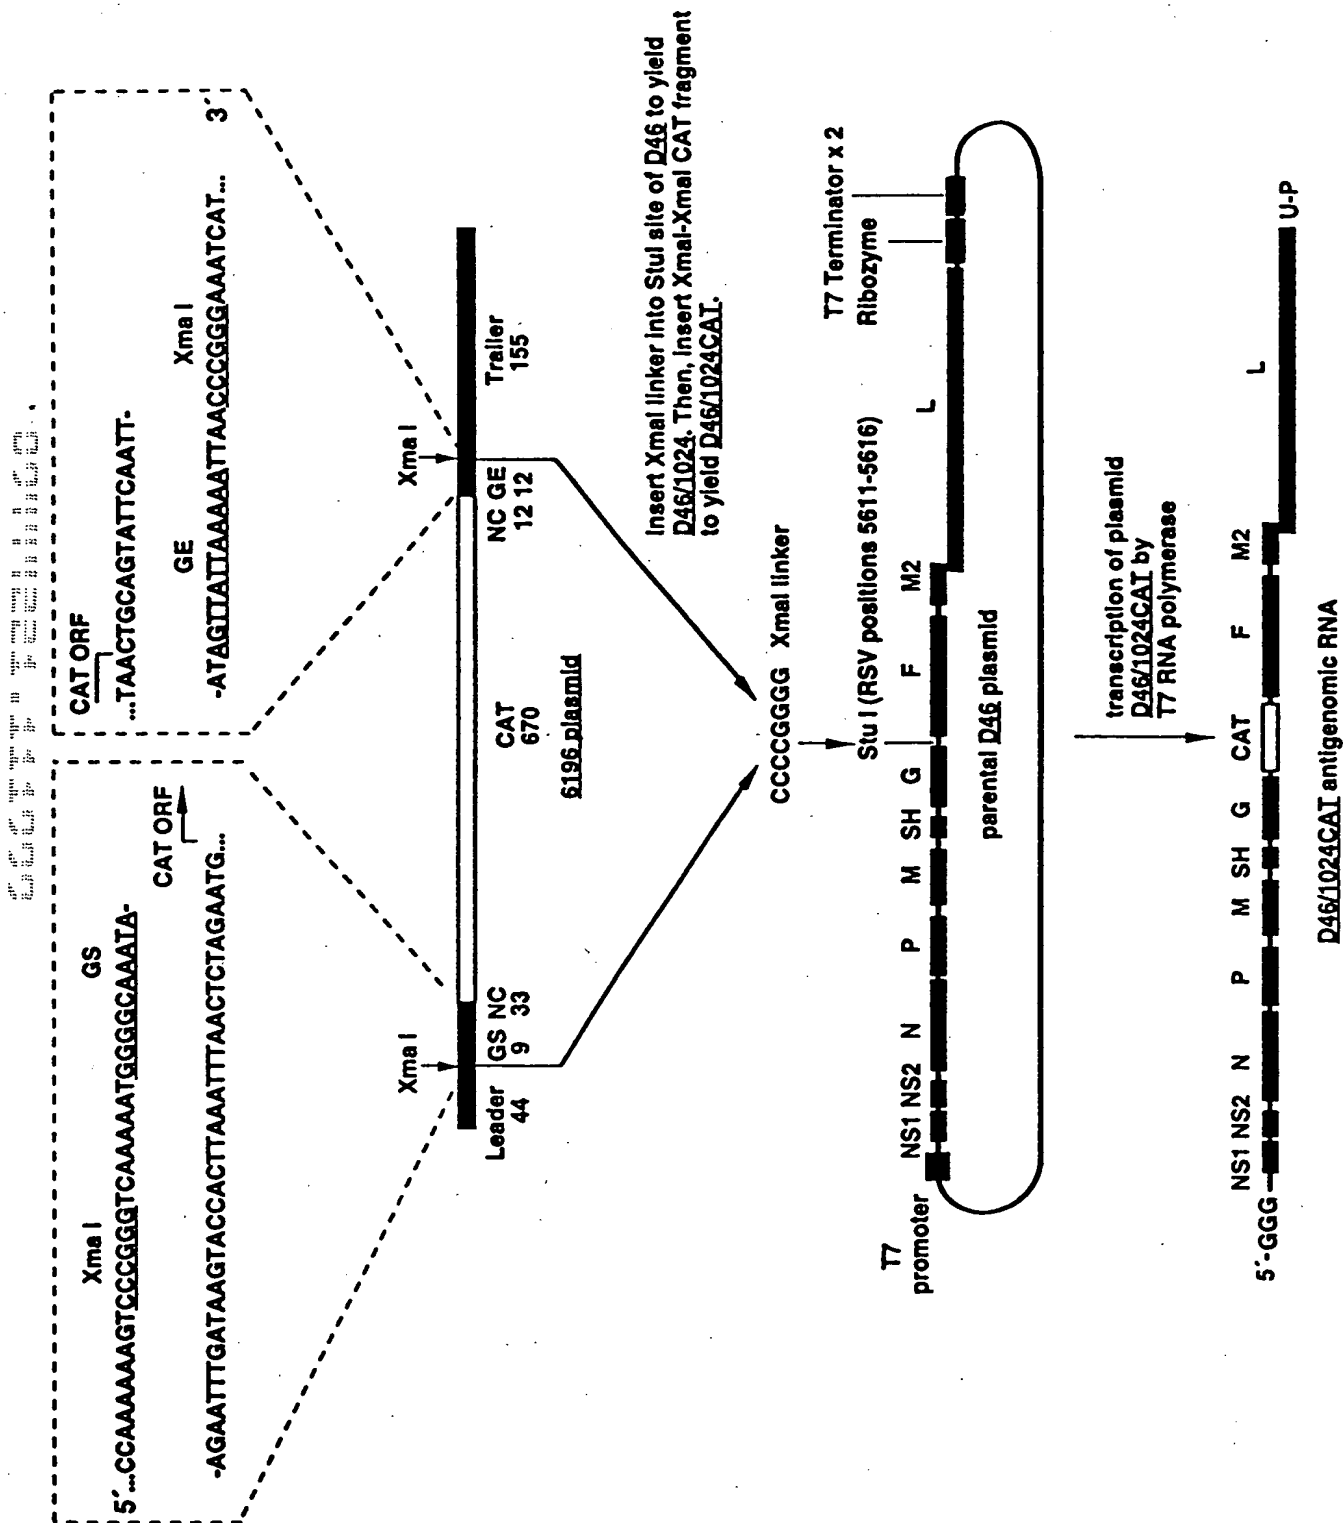 Xma I
GS
5´...CCAAAAAGTCCCGGGTCAAAAATGGGGCAAATA-
CAT ORF
-AGAATTTGATAAGTACCACTTAAATTTAACTCTAGAATG...
CAT ORF
...TAACTGCAGTATTCAATT-
GE
Xma I
-ATAGTTATTAAAAATTAACCCGGGAAATCAT...
3´
Xma I
Xma I
Leader
44
GS NC
9 33
CAT
670
NC GE
12 12
Trailer
155
6196 plasmid
Insert XmaI linker into StuI site of D46 to yield
D46/1024. Then, insert XmaI-XmaI CAT fragment
to yield D46/1024CAT.
CCCCGGGG XmaI linker
Stu I (RSV positions 5611-5616)
T7 Terminator x 2
Ribozyme
T7
promoter
NS1 NS2 N P M SH G F M2 L
parental D46 plasmid
transcription of plasmid
D46/1024CAT by
T7 RNA polymerase
NS1 NS2 N P M SH G CAT F M2 L
5´-GGG
U-P
D46/1024CAT antigenomic RNA